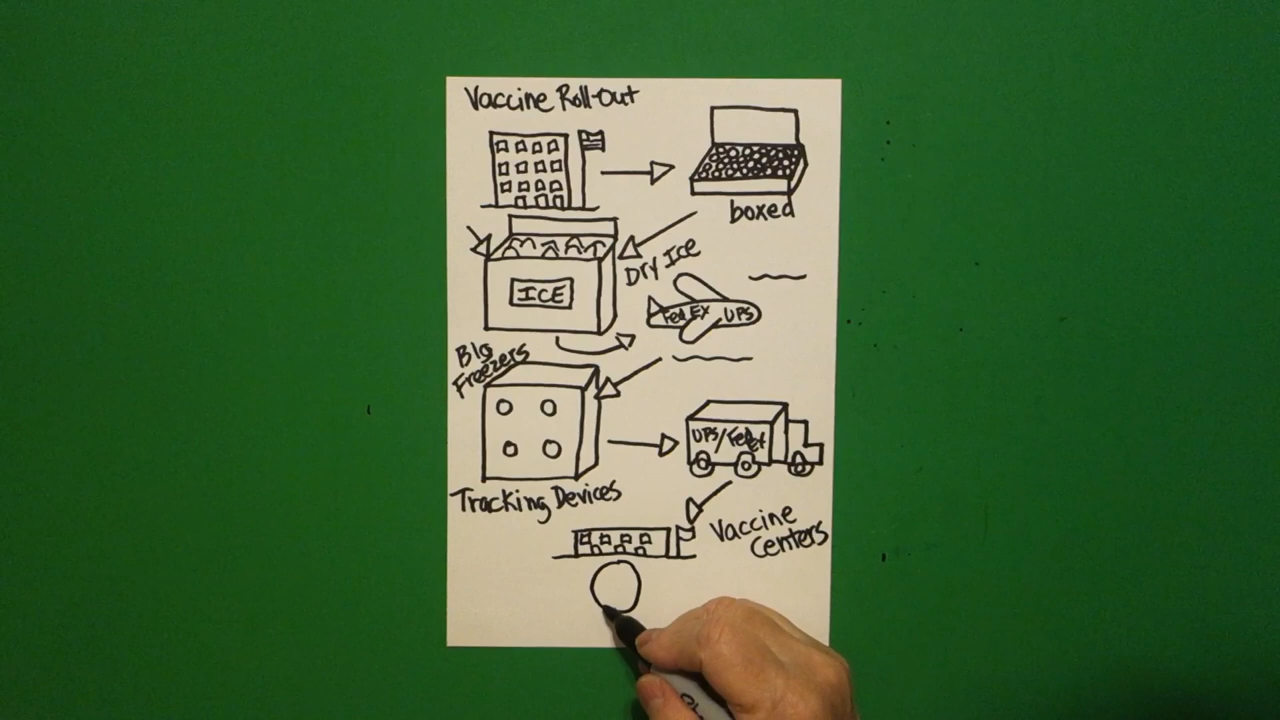 Vaccine Roll-Out
boxed
Dry Ice
ICE
FedEx UPS
Big
Freezers
UPS/FedEx
Tracking Devices
Vaccine
Centers